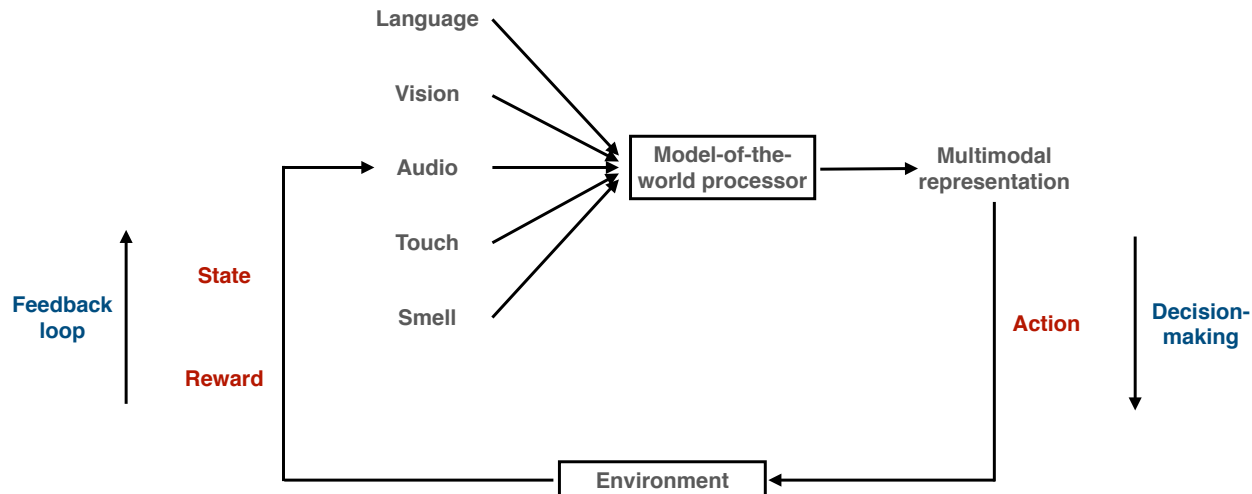 Language
Vision
Audio
Touch
Smell
Model-of-the-
world processor
Multimodal
representation
State
Reward
Feedback
loop
Action
Decision-
making
Environment